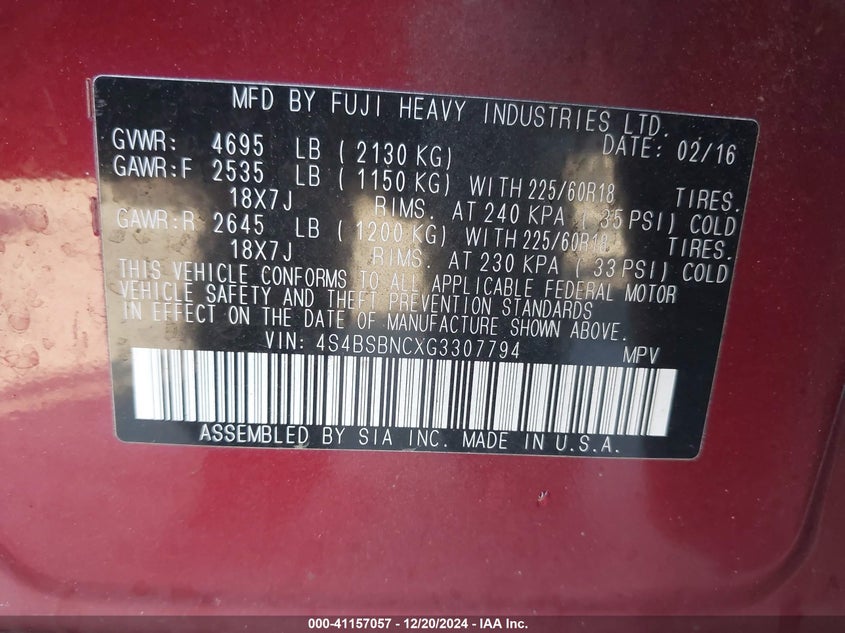 MFD BY FUJI HEAVY INDUSTRIES LTD.
GVWR: 4695 LB ( 2130 KG) DATE: 02/16
GAWR:F 2535 LB ( 1150 KG) WITH 225/60R18 TIRES.
18X7J RIMS. AT 240 KPA ( 35 PSI) COLD
GAWR:R 2645 LB ( 1200 KG) WITH 225/60R18 TIRES.
18X7J RIMS. AT 230 KPA ( 33 PSI) COLD
THIS VEHICLE CONFORMS TO ALL APPLICABLE FEDERAL MOTOR
VEHICLE SAFETY AND THEFT PREVENTION STANDARDS
IN EFFECT ON THE DATE OF MANUFACTURE SHOWN ABOVE.
VIN: 4S4BSBNCXG3307794 MPV
ASSEMBLED BY SIA INC. MADE IN U.S.A.
000-41157057 - 12/20/2024 - IAA Inc.